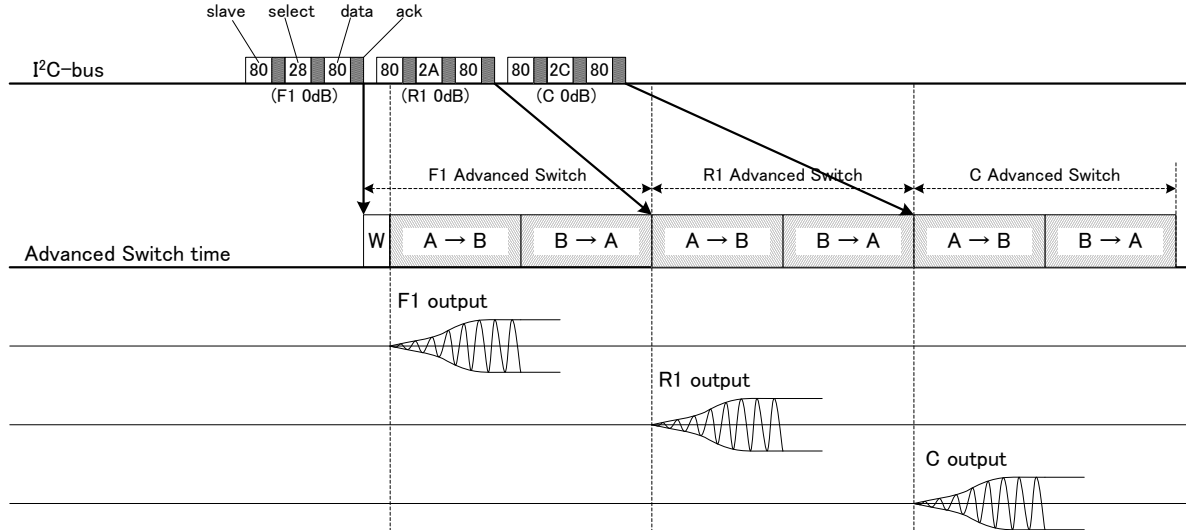 slave select data ack
I²C-bus 80 28 80 80 2A 80 80 2C 80
(F1 0dB) (R1 0dB) (C 0dB)
F1 Advanced Switch R1 Advanced Switch C Advanced Switch
Advanced Switch time W A → B B → A A → B B → A A → B B → A
F1 output
R1 output
C output